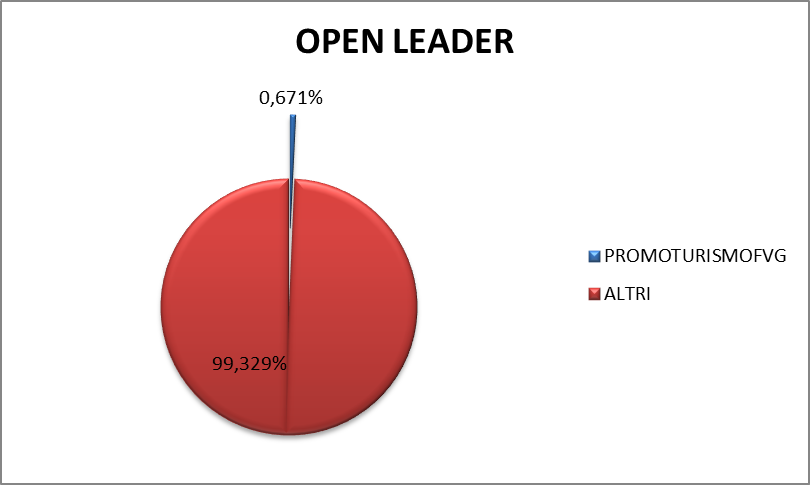 OPEN LEADER
0,671%
99,329%
PROMOTURISMOFVG
ALTRI